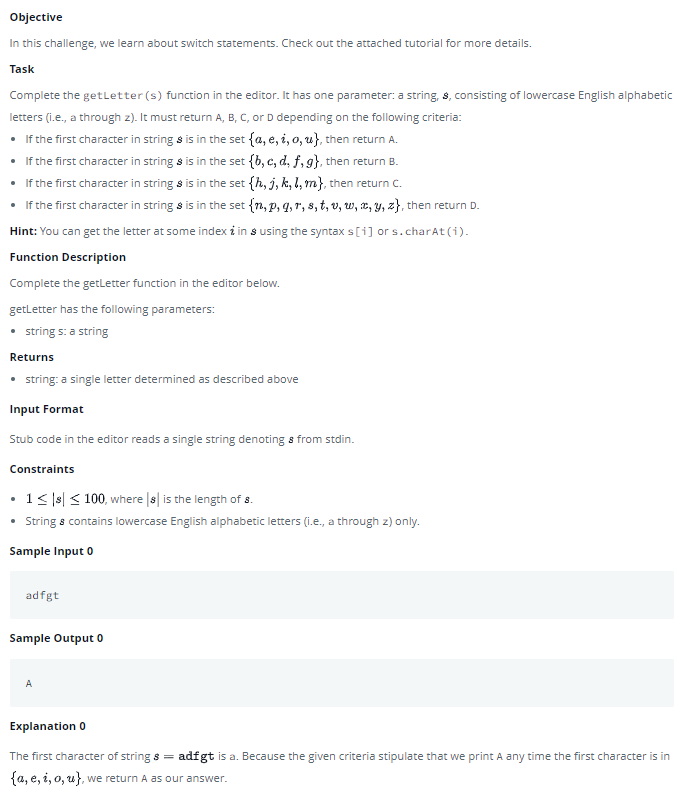 Objective
In this challenge, we learn about switch statements. Check out the attached tutorial for more details.
Task
Complete the getLetter(s) function in the editor. It has one parameter: a string, s, consisting of lowercase English alphabetic
letters (i.e., a through z). It must return A, B, C, or D depending on the following criteria:
• If the first character in string s is in the set {a, e, i, o, u}, then return A.
• If the first character in string s is in the set {b, c, d, f, g}, then return B.
• If the first character in string s is in the set {h, j, k, l, m}, then return C.
• If the first character in string s is in the set {n, p, q, r, s, t, v, w, x, y, z}, then return D.
Hint: You can get the letter at some index i in s using the syntax s[i] or s.charAt(i).
Function Description
Complete the getLetter function in the editor below.
getLetter has the following parameters:
• string s: a string
Returns
• string: a single letter determined as described above
Input Format
Stub code in the editor reads a single string denoting s from stdin.
Constraints
• 1 ≤ |s| ≤ 100, where |s| is the length of s.
• String s contains lowercase English alphabetic letters (i.e., a through z) only.
Sample Input 0
adfgt
Sample Output 0
A
Explanation 0
The first character of string s = adfgt is a. Because the given criteria stipulate that we print A any time the first character is in
{a, e, i, o, u}, we return A as our answer.